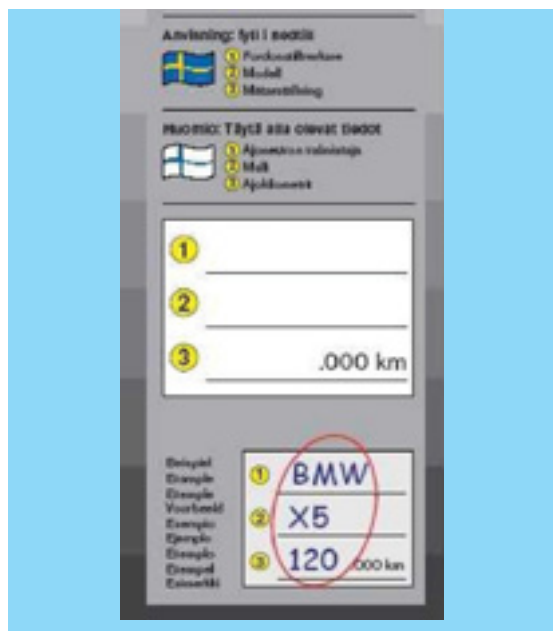 Anvisning: fyll i nedtill
① Fordonstillverkare
② Modell
③ Mätarställning
Huomio: Täytä alla olevat tiedot
① Ajoneuvon valmistaja
② Malli
③ Ajokilometrit
①
②
③ .000 km
Beispiel
Example
Exemple
Voorbeeld
Esempio
Ejemplo
Exemplo
Exempel
Esimerkki
① BMW
② X5
③ 120 .000 km